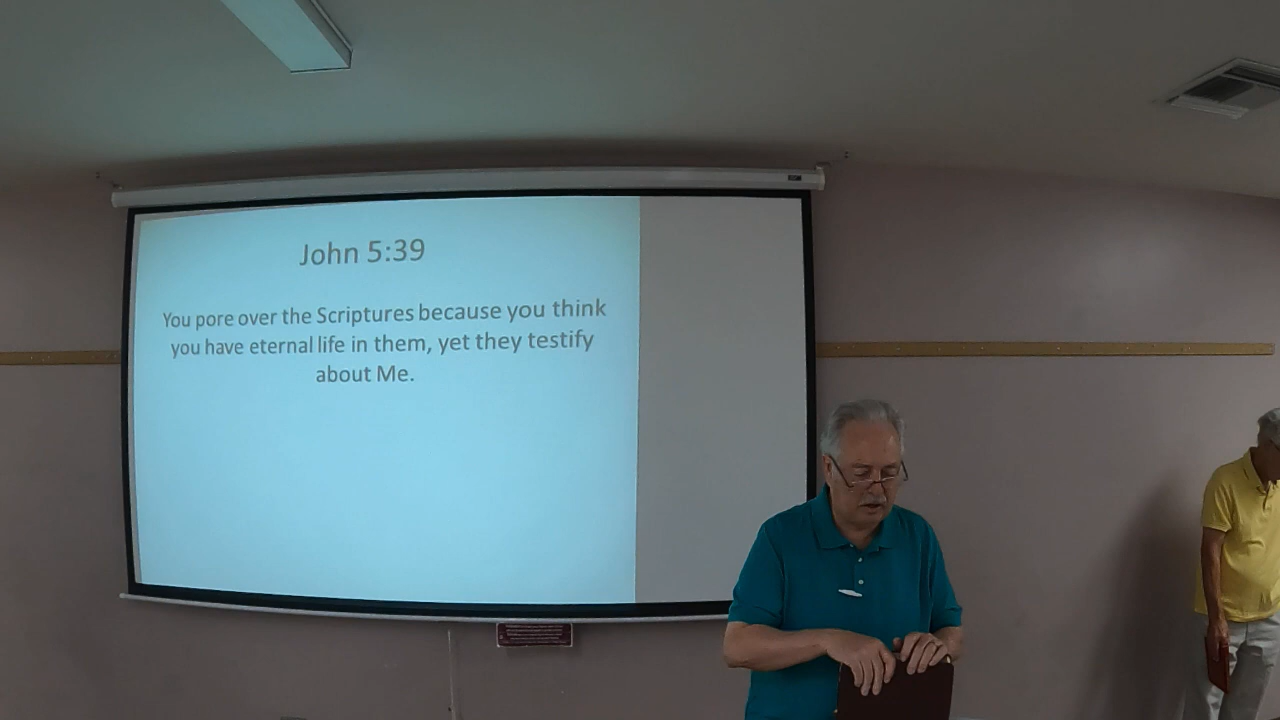 John 5:39
You pore over the Scriptures because you think
you have eternal life in them, yet they testify
about Me.